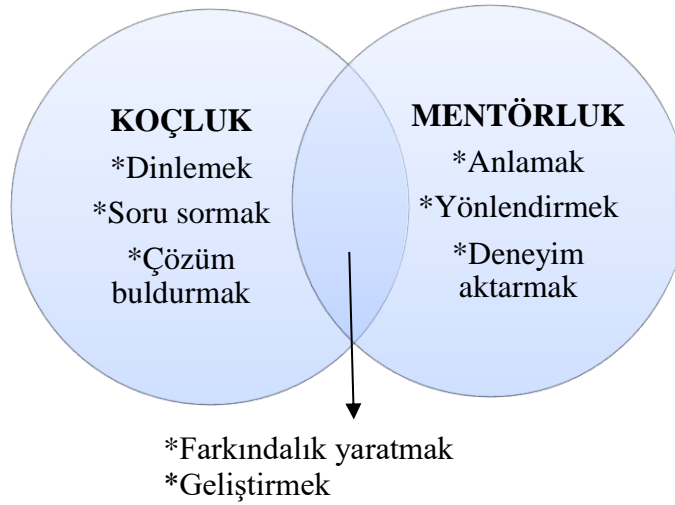 KOÇLUK
*Dinlemek
*Soru sormak
*Çözüm
buldurmak
MENTÖRLUK
*Anlamak
*Yönlendirmek
*Deneyim
aktarmak
*Farkındalık yaratmak
*Geliştirmek